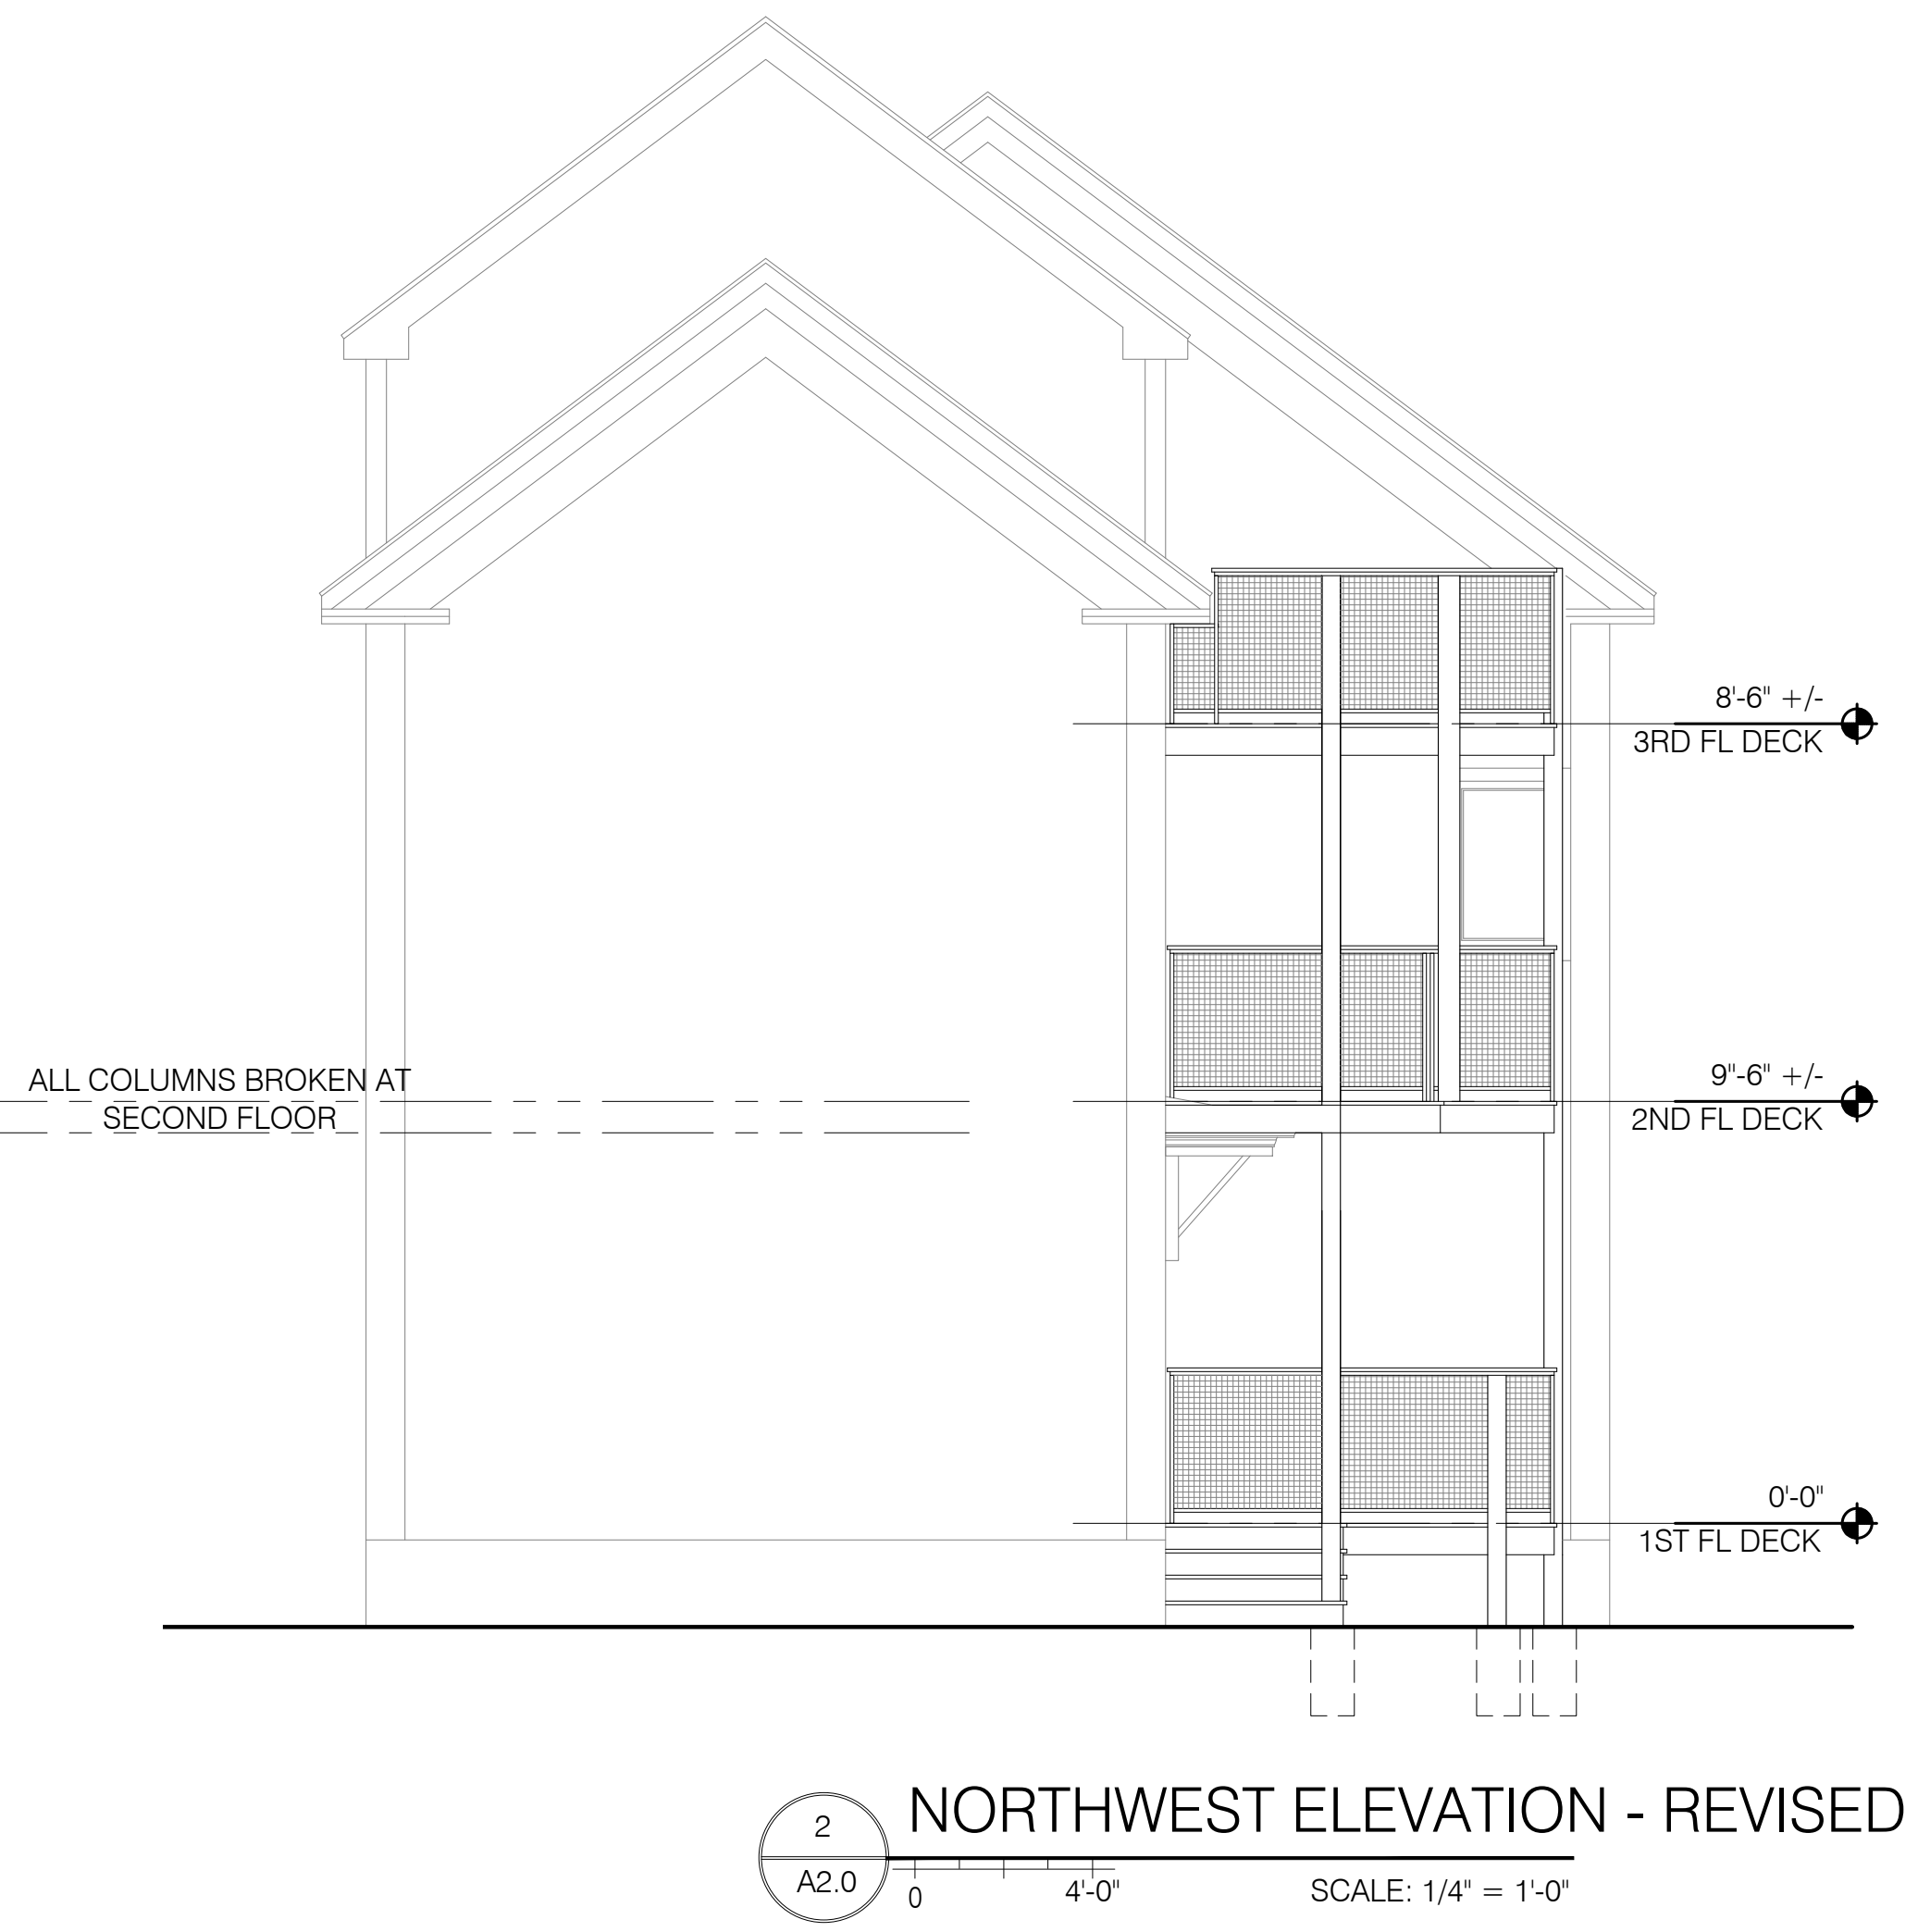 8'-6" +/-
3RD FL DECK
ALL COLUMNS BROKEN AT
SECOND FLOOR
9"-6" +/-
2ND FL DECK
0'-0"
1ST FL DECK
2
A2.0
NORTHWEST ELEVATION - REVISED
0 4'-0"
SCALE: 1/4" = 1'-0"